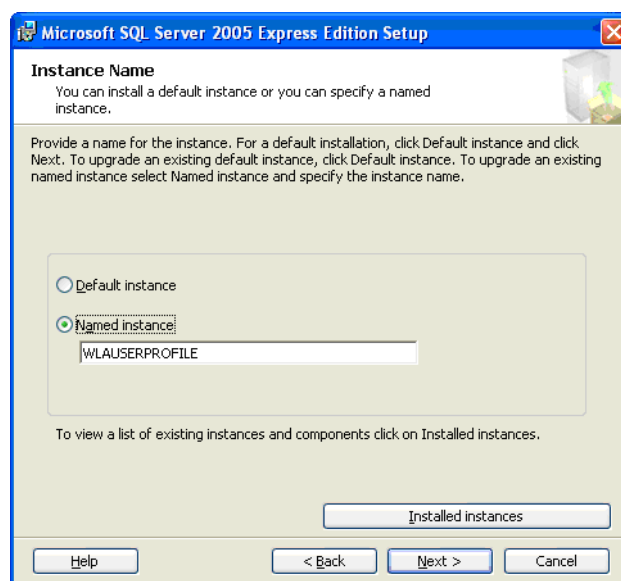 Microsoft SQL Server 2005 Express Edition Setup
Instance Name
You can install a default instance or you can specify a named
instance.
Provide a name for the instance. For a default installation, click Default instance and click
Next. To upgrade an existing default instance, click Default instance. To upgrade an existing
named instance select Named instance and specify the instance name.
Default instance
Named instance
WLAUSERPROFILE
To view a list of existing instances and components click on Installed instances.
Installed instances
Help
< Back
Next >
Cancel